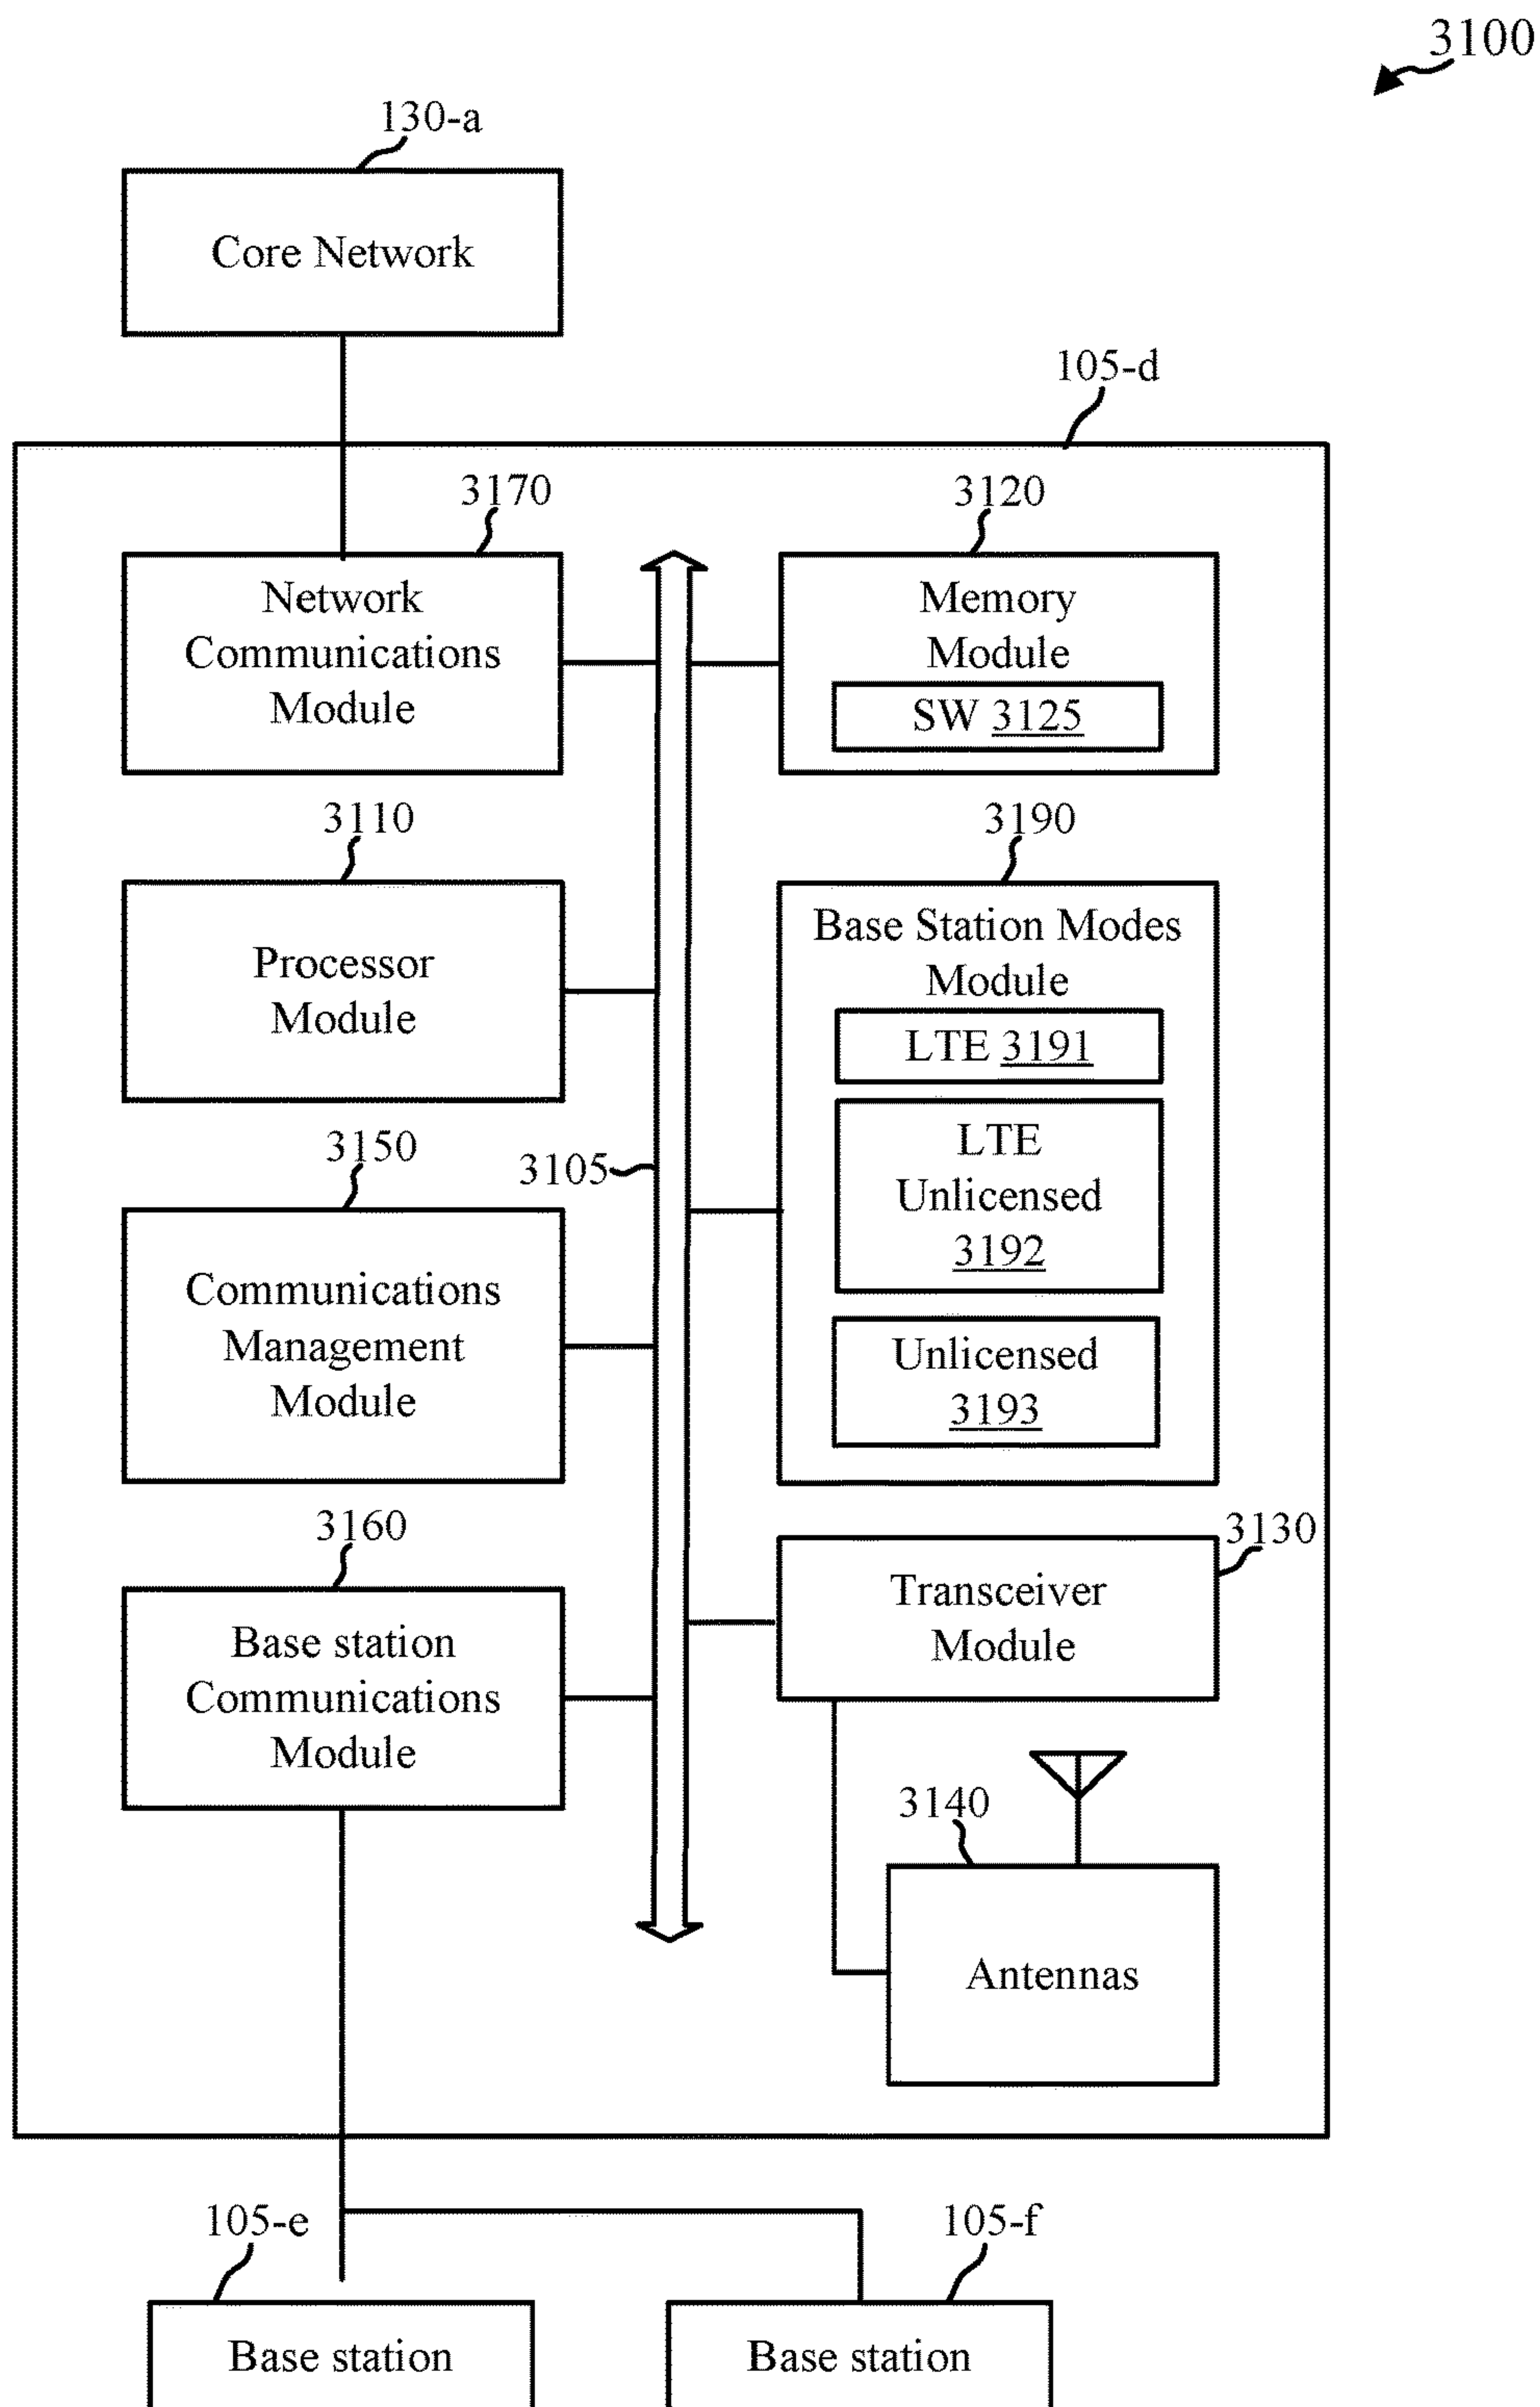 3100
130-a
Core Network
105-d
3170
Network
Communications
Module
3120
Memory
Module
SW 3125
3110
Processor
Module
3190
Base Station Modes
Module
LTE 3191
LTE
Unlicensed
3192
Unlicensed
3193
3150
Communications
Management
Module
3105
3160
Base station
Communications
Module
3130
Transceiver
Module
3140
Antennas
105-e
Base station
105-f
Base station